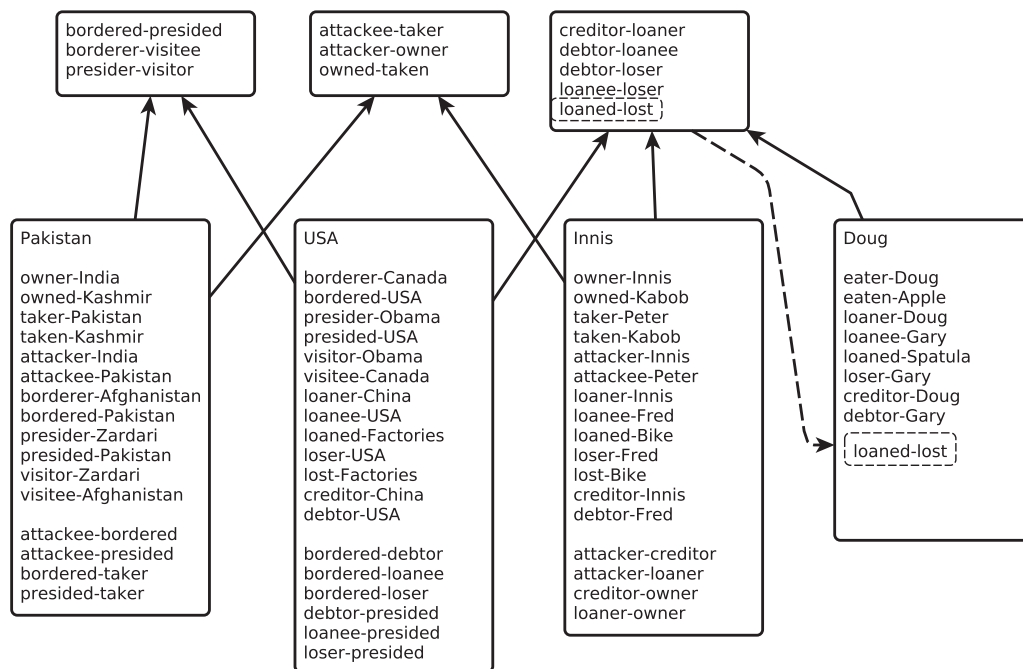 bordered-presided
borderer-visitee
presider-visitor
attackee-taker
attacker-owner
owned-taken
creditor-loaner
debtor-loanee
debtor-loser
loanee-loser
loaned-lost
Pakistan
owner-India
owned-Kashmir
taker-Pakistan
taken-Kashmir
attacker-India
attackee-Pakistan
borderer-Afghanistan
bordered-Pakistan
presider-Zardari
presided-Pakistan
visitor-Zardari
visitee-Afghanistan
attackee-bordered
attackee-presided
bordered-taker
presided-taker
USA
borderer-Canada
bordered-USA
presider-Obama
presided-USA
visitor-Obama
visitee-Canada
loaner-China
loanee-USA
loaned-Factories
loser-USA
lost-Factories
creditor-China
debtor-USA
bordered-debtor
bordered-loanee
bordered-loser
debtor-presided
loanee-presided
loser-presided
Innis
owner-Innis
owned-Kabob
taker-Peter
taken-Kabob
attacker-Innis
attackee-Peter
loaner-Innis
loanee-Fred
loaned-Bike
loser-Fred
lost-Bike
creditor-Innis
debtor-Fred
attacker-creditor
attacker-loaner
creditor-owner
loaner-owner
Doug
eater-Doug
eaten-Apple
loaner-Doug
loanee-Gary
loaned-Spatula
loser-Gary
creditor-Doug
debtor-Gary
loaned-lost